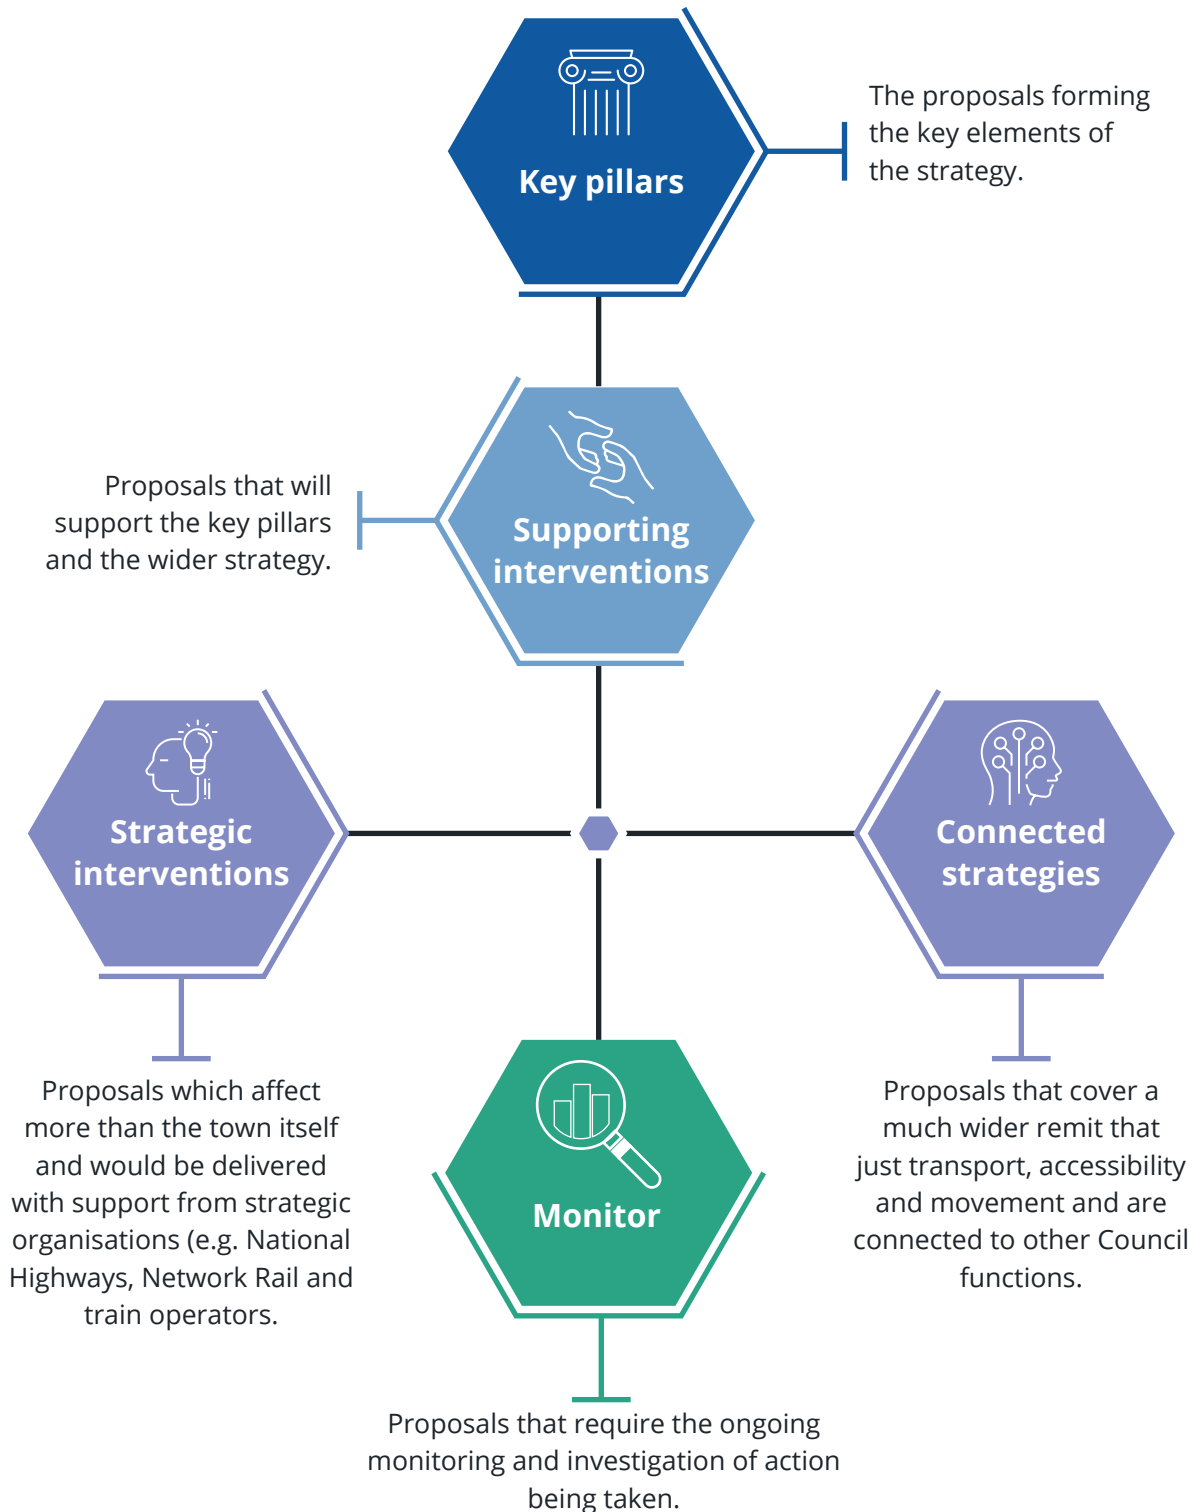 Key pillars
The proposals forming
the key elements of
the strategy.
Supporting
interventions
Proposals that will
support the key pillars
and the wider strategy.
Strategic
interventions
Proposals which affect
more than the town itself
and would be delivered
with support from strategic
organisations (e.g. National
Highways, Network Rail and
train operators.
Connected
strategies
Proposals that cover a
much wider remit that
just transport, accessibility
and movement and are
connected to other Council
functions.
Monitor
Proposals that require the ongoing
monitoring and investigation of action
being taken.